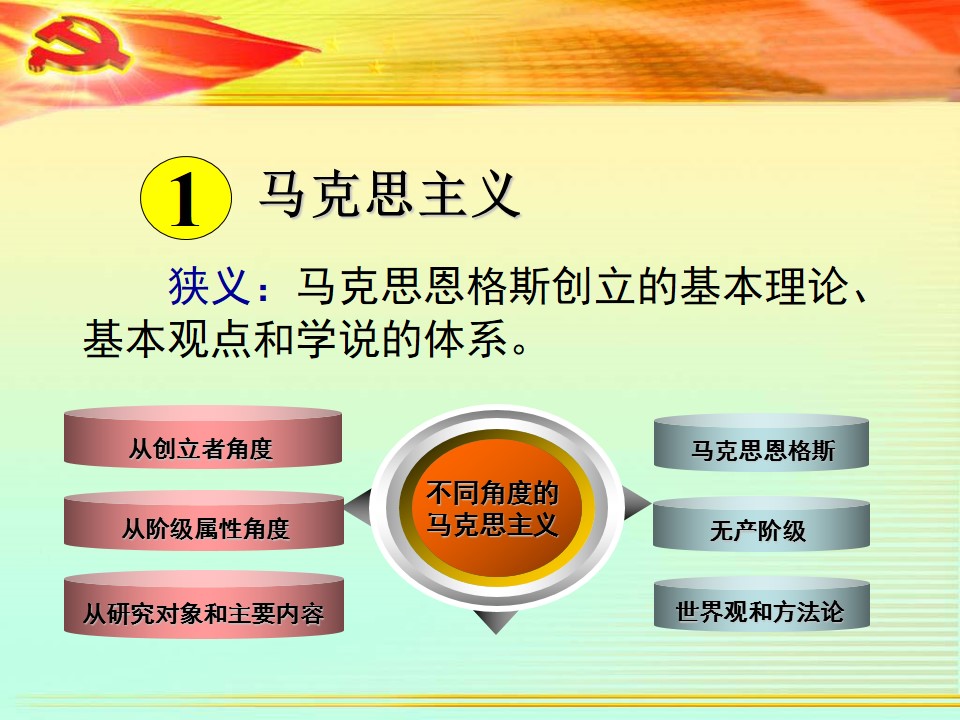 1 马克思主义
狭义：马克思恩格斯创立的基本理论、
基本观点和学说的体系。
从创立者角度
从阶级属性角度
从研究对象和主要内容
不同角度的
马克思主义
马克思恩格斯
无产阶级
世界观和方法论